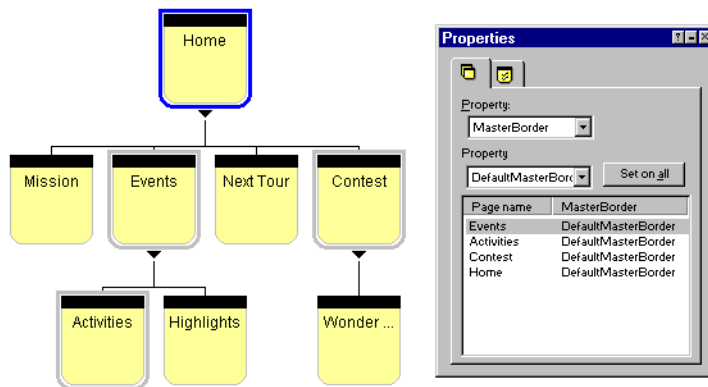 Home
Mission
Events
Next Tour
Contest
Activities
Highlights
Wonder ...
Properties
Property:
MasterBorder
Property
DefaultMasterBord
Set on all
Page name MasterBorder
Events DefaultMasterBorder
Activities DefaultMasterBorder
Contest DefaultMasterBorder
Home DefaultMasterBorder